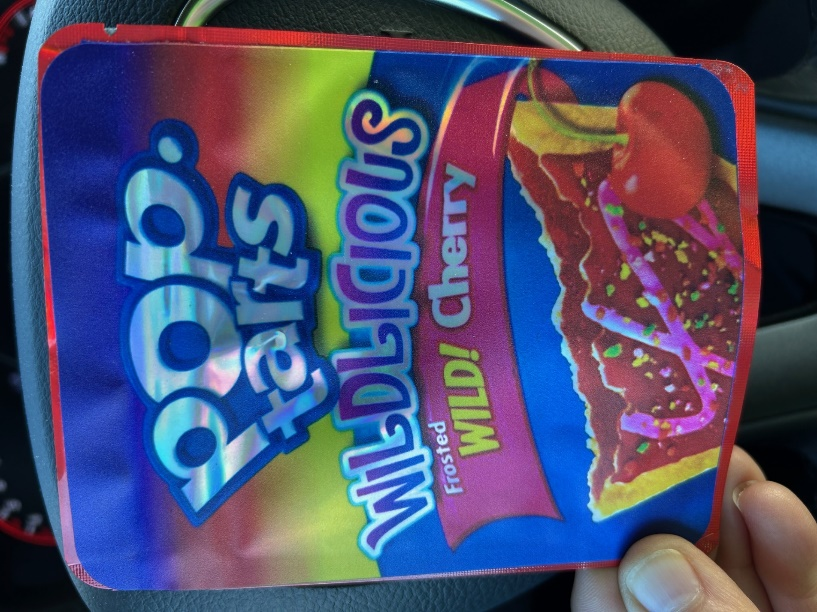 POP.
tarts
WILDLICIOUS
Frosted
WILD! Cherry